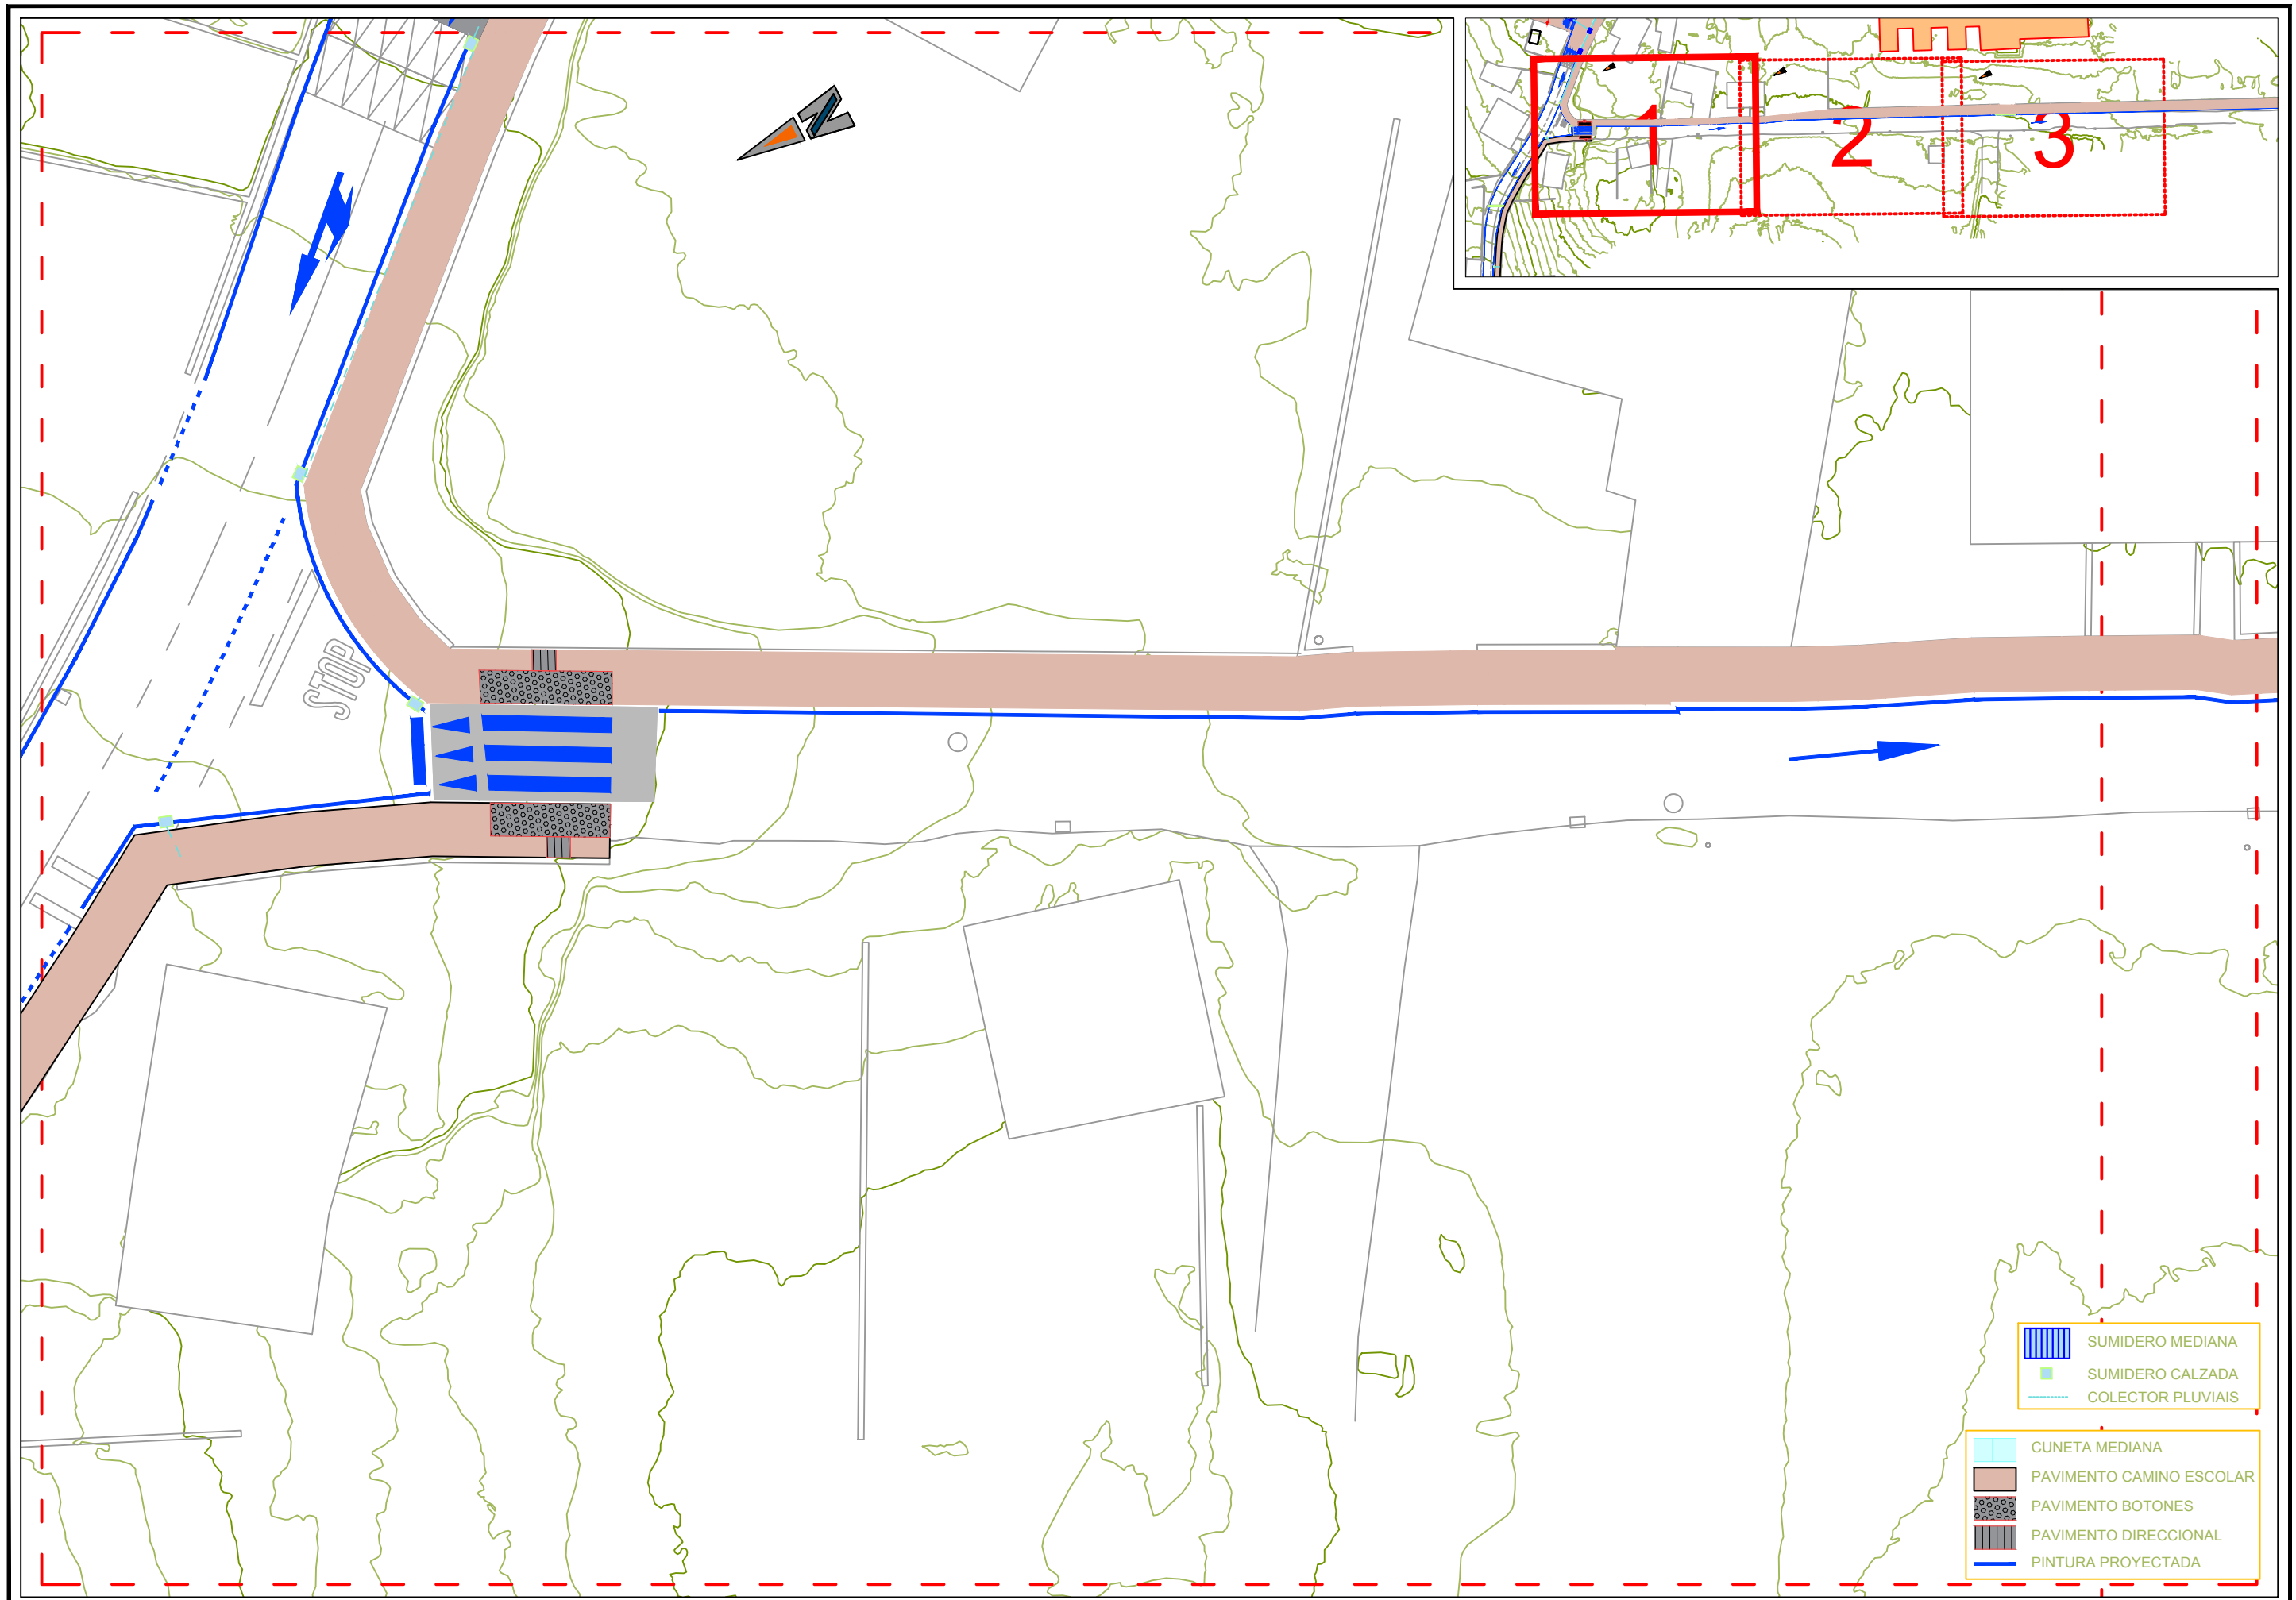 N
1
2
3
STOP
SUMIDERO MEDIANA
SUMIDERO CALZADA
COLECTOR PLUVIAIS
CUNETA MEDIANA
PAVIMENTO CAMINO ESCOLAR
PAVIMENTO BOTONES
PAVIMENTO DIRECCIONAL
PINTURA PROYECTADA